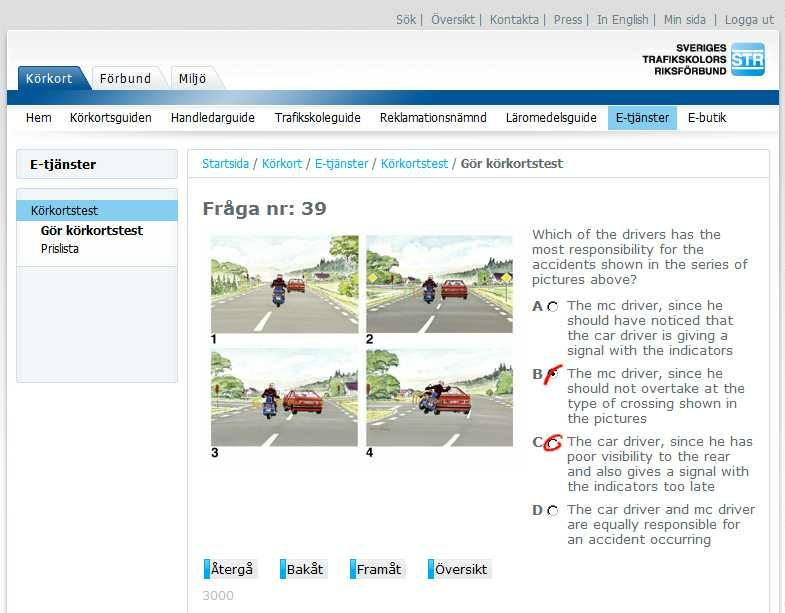 Sök | Översikt | Kontakta | Press | In English | Min sida | Logga ut
SVERIGES
TRAFIKSKOLORS
RIKSFÖRBUND
STR
Körkort Förbund Miljö
Hem Körkortsguiden Handledarguide Trafikskoleguide Reklamationsnämnd Läromedelsguide E-tjänster E-butik
E-tjänster
Körkortstest
Gör körkortstest
Prislista
Startsida / Körkort / E-tjänster / Körkortstest / Gör körkortstest
Fråga nr: 39
1
2
3
4
Which of the drivers has the
most responsibility for the
accidents shown in the series of
pictures above?
A The mc driver, since he
should have noticed that
the car driver is giving a
signal with the indicators
B The mc driver, since he
should not overtake at the
type of crossing shown in
the pictures
C The car driver, since he has
poor visibility to the rear
and also gives a signal with
the indicators too late
D The car driver and mc driver
are equally responsible for
an accident occurring
Återgå Bakåt Framåt Översikt
3000